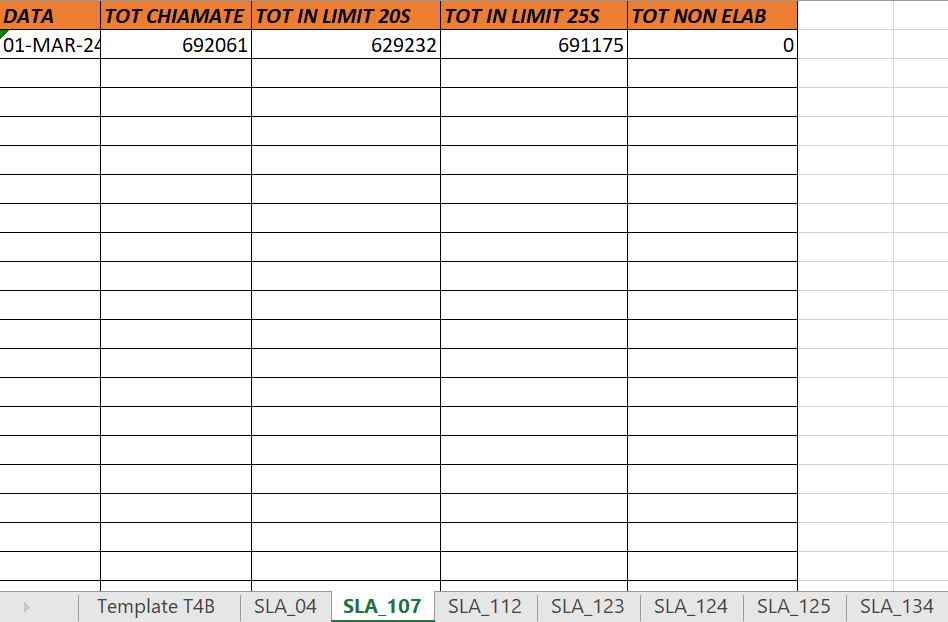 DATA TOT CHIAMATE TOT IN LIMIT 20S TOT IN LIMIT 25S TOT NON ELAB
01-MAR-24 692061 629232 691175 0
Template T4B SLA_04 SLA_107 SLA_112 SLA_123 SLA_124 SLA_125 SLA_134